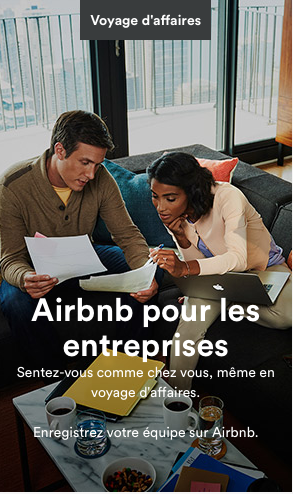 Voyage d'affaires
Airbnb pour les
entreprises
Sentez-vous comme chez vous, même en
voyage d'affaires.
Enregistrez votre équipe sur Airbnb.